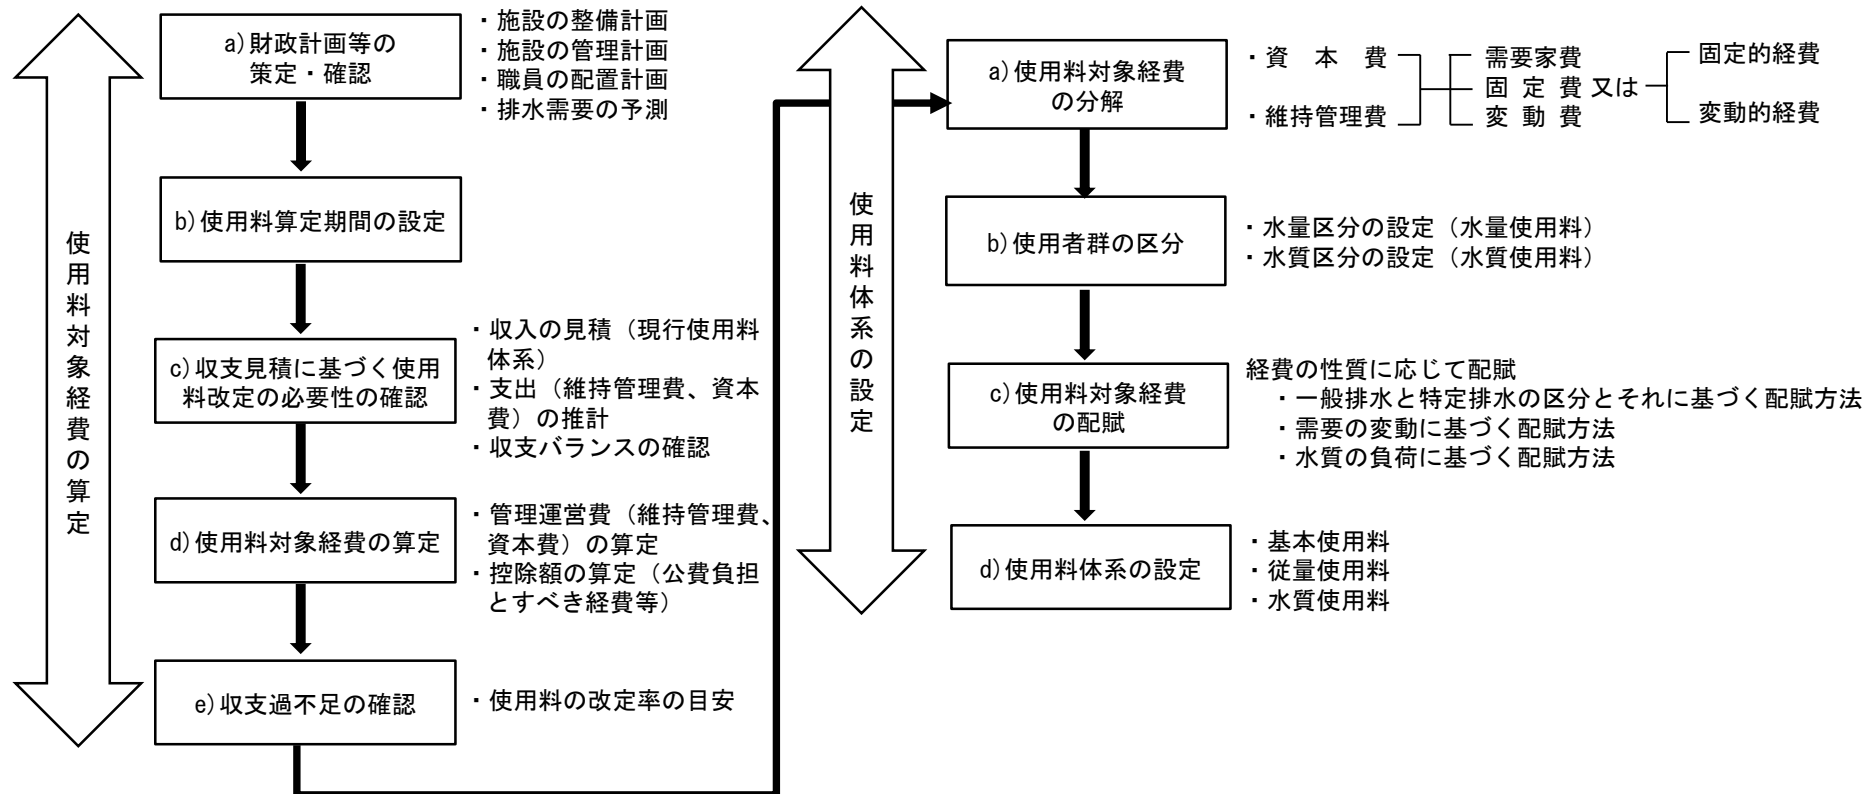 使用料対象経費の算定
a)財政計画等の
策定・確認
・施設の整備計画
・施設の管理計画
・職員の配置計画
・排水需要の予測
b)使用料算定期間の設定
c)収支見積に基づく使用
料改定の必要性の確認
・収入の見積（現行使用料
体系）
・支出（維持管理費、資本
費）の推計
・収支バランスの確認
d)使用料対象経費の算定
・管理運営費（維持管理費、
資本費）の算定
・控除額の算定（公費負担
とすべき経費等）
e)収支過不足の確認
・使用料の改定率の目安
使用料体系の設定
a)使用料対象経費
の分解
・資　本　費
・維持管理費
需要家費
固 定 費 又は
変 動 費
固定的経費
変動的経費
b)使用者群の区分
・水量区分の設定（水量使用料）
・水質区分の設定（水質使用料）
c)使用料対象経費
の配賦
経費の性質に応じて配賦
・一般排水と特定排水の区分とそれに基づく配賦方法
・需要の変動に基づく配賦方法
・水質の負荷に基づく配賦方法
d)使用料体系の設定
・基本使用料
・従量使用料
・水質使用料